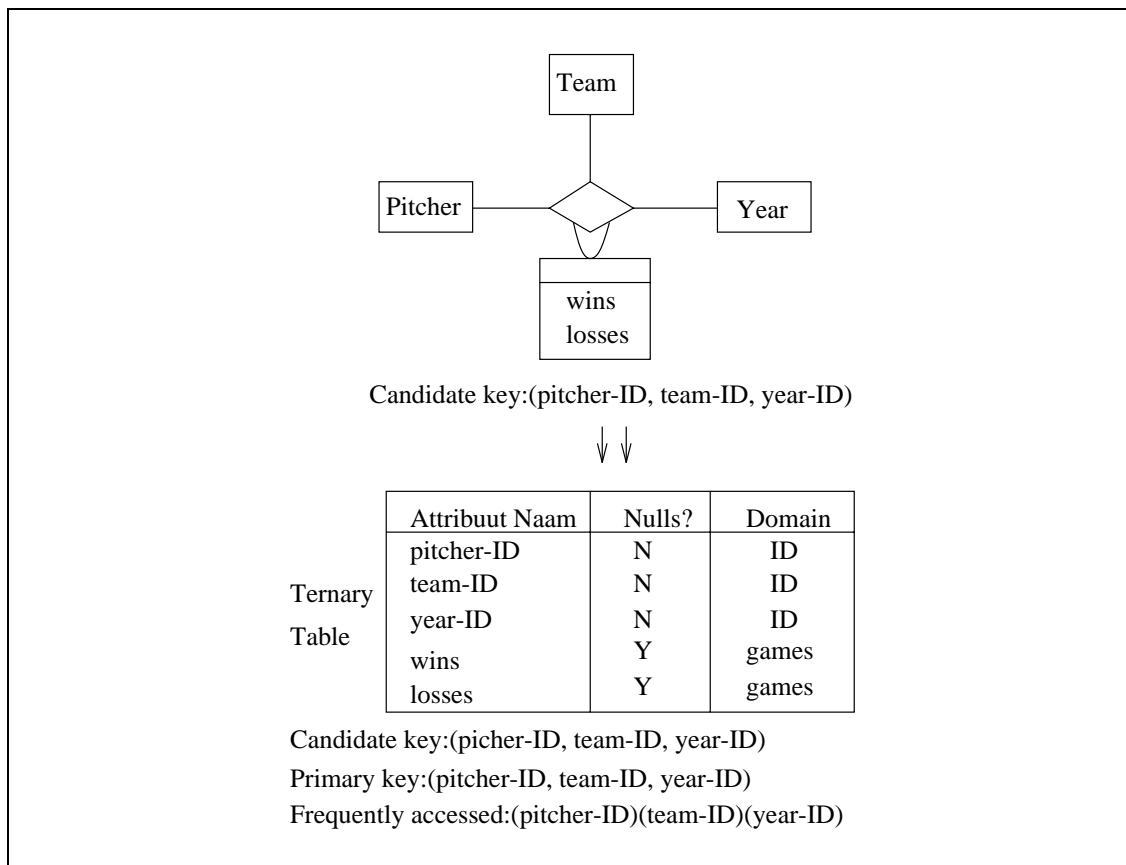 Team
Pitcher
Year
wins
losses
Candidate key:(pitcher-ID, team-ID, year-ID)
Attribuut Naam Nulls? Domain
pitcher-ID N ID
team-ID N ID
Ternary
year-ID N ID
Table
wins Y games
losses Y games
Candidate key:(picher-ID, team-ID, year-ID)
Primary key:(pitcher-ID, team-ID, year-ID)
Frequently accessed:(pitcher-ID)(team-ID)(year-ID)